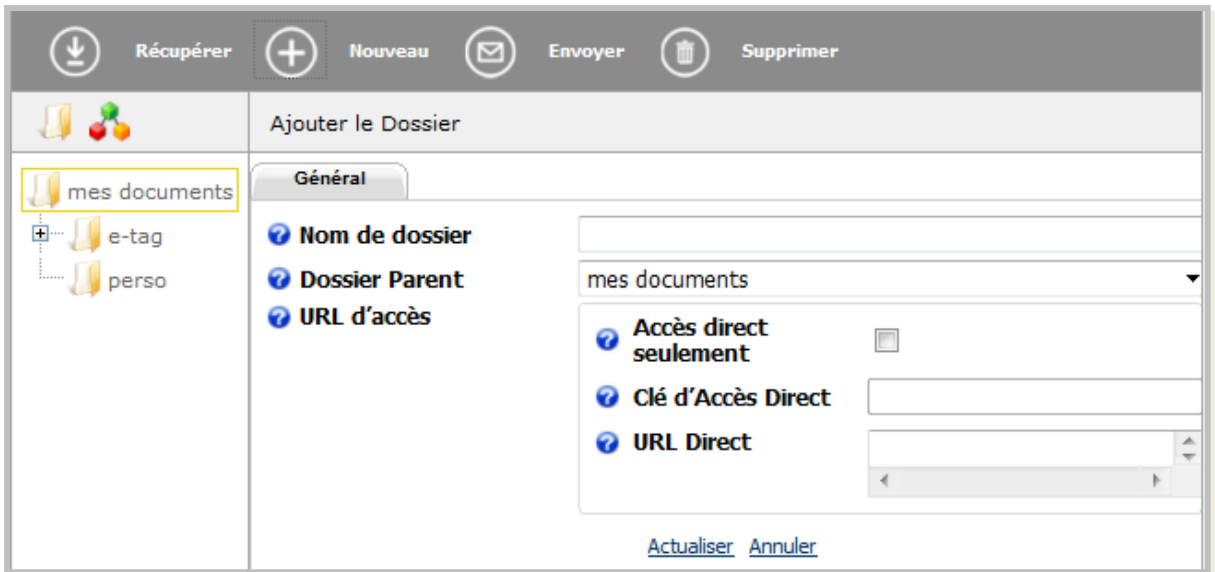 Récupérer Nouveau Envoyer Supprimer
Ajouter le Dossier
mes documents
e-tag
perso
Général
Nom de dossier
Dossier Parent mes documents
URL d'accès
Accès direct
seulement
Clé d'Accès Direct
URL Direct
Actualiser Annuler